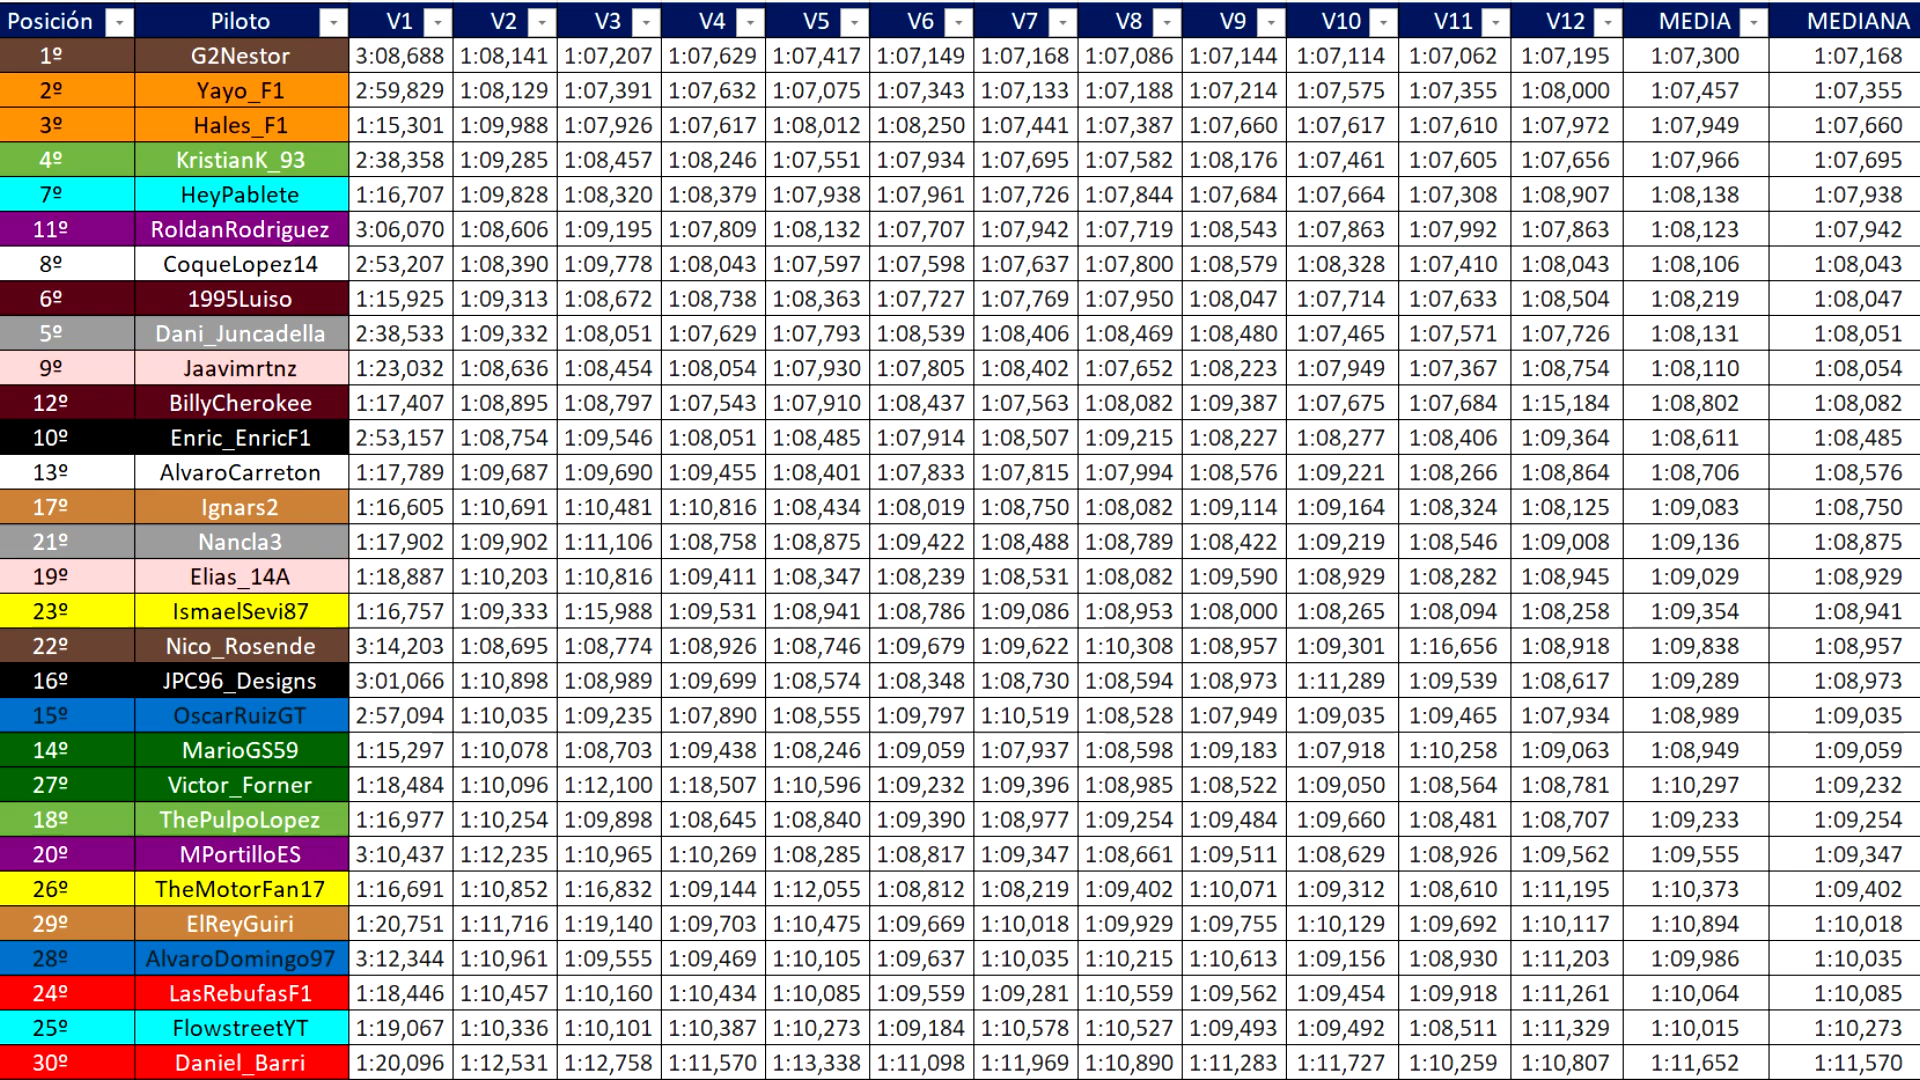 Posición Piloto V1 V2 V3 V4 V5 V6 V7 V8 V9 V10 V11 V12 MEDIA MEDIANA
1º G2Nestor 3:08,688 1:08,141 1:07,207 1:07,629 1:07,417 1:07,149 1:07,168 1:07,086 1:07,144 1:07,114 1:07,062 1:07,195 1:07,300 1:07,168
2º Yayo_F1 2:59,829 1:08,129 1:07,391 1:07,632 1:07,075 1:07,343 1:07,133 1:07,188 1:07,214 1:07,575 1:07,355 1:08,000 1:07,457 1:07,355
3º Hales_F1 1:15,301 1:09,988 1:07,926 1:07,617 1:08,012 1:08,250 1:07,441 1:07,387 1:07,660 1:07,617 1:07,610 1:07,972 1:07,949 1:07,660
4º KristianK_93 2:38,358 1:09,285 1:08,457 1:08,246 1:07,551 1:07,934 1:07,695 1:07,582 1:08,176 1:07,461 1:07,605 1:07,656 1:07,966 1:07,695
7º HeyPablete 1:16,707 1:09,828 1:08,320 1:08,379 1:07,938 1:07,961 1:07,726 1:07,844 1:07,684 1:07,664 1:07,308 1:08,907 1:08,138 1:07,938
11º RoldanRodriguez 3:06,070 1:08,606 1:09,195 1:07,809 1:08,132 1:07,707 1:07,942 1:07,719 1:08,543 1:07,863 1:07,992 1:07,863 1:08,123 1:07,942
8º CoqueLopez14 2:53,207 1:08,390 1:09,778 1:08,043 1:07,597 1:07,598 1:07,637 1:07,800 1:08,579 1:08,328 1:07,410 1:08,043 1:08,106 1:08,043
6º 1995Luiso 1:15,925 1:09,313 1:08,672 1:08,738 1:08,363 1:07,727 1:07,769 1:07,950 1:08,047 1:07,714 1:07,633 1:08,504 1:08,219 1:08,047
5º Dani_Juncadella 2:38,533 1:09,332 1:08,051 1:07,629 1:07,793 1:08,539 1:08,406 1:08,469 1:08,480 1:07,465 1:07,571 1:07,726 1:08,131 1:08,051
9º Jaavimrtnz 1:23,032 1:08,636 1:08,454 1:08,054 1:07,930 1:07,805 1:08,402 1:07,652 1:08,223 1:07,949 1:07,367 1:08,754 1:08,110 1:08,054
12º BillyCherokee 1:17,407 1:08,895 1:08,797 1:07,543 1:07,910 1:08,437 1:07,563 1:08,082 1:09,387 1:07,675 1:07,684 1:15,184 1:08,802 1:08,082
10º Enric_EnricF1 2:53,157 1:08,754 1:09,546 1:08,051 1:08,485 1:07,914 1:08,507 1:09,215 1:08,227 1:08,277 1:08,406 1:09,364 1:08,611 1:08,485
13º AlvaroCarreton 1:17,789 1:09,687 1:09,690 1:09,455 1:08,401 1:07,833 1:07,815 1:07,994 1:08,576 1:09,221 1:08,266 1:08,864 1:08,706 1:08,576
17º Ignars2 1:16,605 1:10,691 1:10,481 1:10,816 1:08,434 1:08,019 1:08,750 1:08,082 1:09,114 1:09,164 1:08,324 1:08,125 1:09,083 1:08,750
21º Nancla3 1:17,902 1:09,902 1:11,106 1:08,758 1:08,875 1:09,422 1:08,488 1:08,789 1:08,422 1:09,219 1:08,546 1:09,008 1:09,136 1:08,875
19º Elias_14A 1:18,887 1:10,203 1:10,816 1:09,411 1:08,347 1:08,239 1:08,531 1:08,082 1:09,590 1:08,929 1:08,282 1:08,945 1:09,029 1:08,929
23º IsmaelSevi87 1:16,757 1:09,333 1:15,988 1:09,531 1:08,941 1:08,786 1:09,086 1:08,953 1:08,000 1:08,265 1:08,094 1:08,258 1:09,354 1:08,941
22º Nico_Rosende 3:14,203 1:08,695 1:08,774 1:08,926 1:08,746 1:09,679 1:09,622 1:10,308 1:08,957 1:09,301 1:16,656 1:08,918 1:09,838 1:08,957
16º JPC96_Designs 3:01,066 1:10,898 1:08,989 1:09,699 1:08,574 1:08,348 1:08,730 1:08,594 1:08,973 1:11,289 1:09,539 1:08,617 1:09,289 1:08,973
15º OscarRuizGT 2:57,094 1:10,035 1:09,235 1:07,890 1:08,555 1:09,797 1:10,519 1:08,528 1:07,949 1:09,035 1:09,465 1:07,934 1:08,989 1:09,035
14º MarioGS59 1:15,297 1:10,078 1:08,703 1:09,438 1:08,246 1:09,059 1:07,937 1:08,598 1:09,183 1:07,918 1:10,258 1:09,063 1:08,949 1:09,059
27º Victor_Forner 1:18,484 1:10,096 1:12,100 1:18,507 1:10,596 1:09,232 1:09,396 1:08,985 1:08,522 1:09,050 1:08,564 1:08,781 1:10,297 1:09,232
18º ThePulpoLopez 1:16,977 1:10,254 1:09,898 1:08,645 1:08,840 1:09,390 1:08,977 1:09,254 1:09,484 1:09,660 1:08,481 1:08,707 1:09,233 1:09,254
20º MPortilloES 3:10,437 1:12,235 1:10,965 1:10,269 1:08,285 1:08,817 1:09,347 1:08,661 1:09,511 1:08,629 1:08,926 1:09,562 1:09,555 1:09,347
26º TheMotorFan17 1:16,691 1:10,852 1:16,832 1:09,144 1:12,055 1:08,812 1:08,219 1:09,402 1:10,071 1:09,312 1:08,610 1:11,195 1:10,373 1:09,402
29º ElReyGuiri 1:20,751 1:11,716 1:19,140 1:09,703 1:10,475 1:09,669 1:10,018 1:09,929 1:09,755 1:10,129 1:09,692 1:10,117 1:10,894 1:10,018
28º AlvaroDomingo97 3:12,344 1:10,961 1:09,555 1:09,469 1:10,105 1:09,637 1:10,035 1:10,215 1:10,613 1:09,156 1:08,930 1:11,203 1:09,986 1:10,035
24º LasRebufasF1 1:18,446 1:10,457 1:10,160 1:10,434 1:10,085 1:09,559 1:09,281 1:10,559 1:09,562 1:09,454 1:09,918 1:11,261 1:10,064 1:10,085
25º FlowstreetYT 1:19,067 1:10,336 1:10,101 1:10,387 1:10,273 1:09,184 1:10,578 1:10,527 1:09,493 1:09,492 1:08,511 1:11,329 1:10,015 1:10,273
30º Daniel_Barri 1:20,096 1:12,531 1:12,758 1:11,570 1:13,338 1:11,098 1:11,969 1:10,890 1:11,283 1:11,727 1:10,259 1:10,807 1:11,652 1:11,570